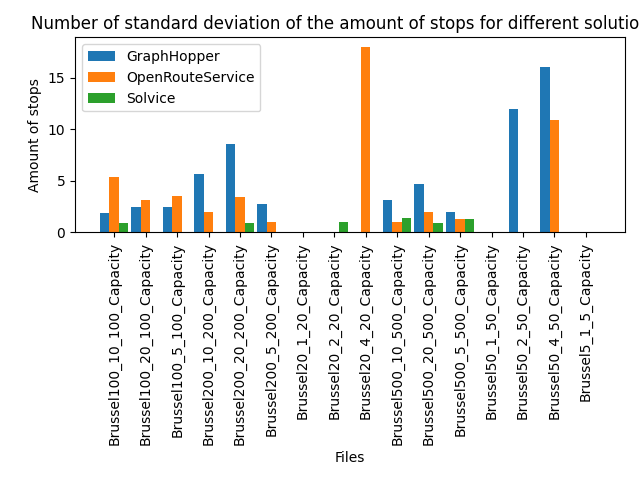 Number of standard deviation of the amount of stops for different solutio
GraphHopper
OpenRouteService
Solvice
Amount of stops
15
10
5
0
Brussel100_10_100_Capacity
Brussel100_20_100_Capacity
Brussel100_5_100_Capacity
Brussel200_10_200_Capacity
Brussel200_20_200_Capacity
Brussel200_5_200_Capacity
Brussel20_1_20_Capacity
Brussel20_2_20_Capacity
Brussel20_4_20_Capacity
Brussel500_10_500_Capacity
Brussel500_20_500_Capacity
Brussel500_5_500_Capacity
Brussel50_1_50_Capacity
Brussel50_2_50_Capacity
Brussel50_4_50_Capacity
Brussel5_1_5_Capacity
Files